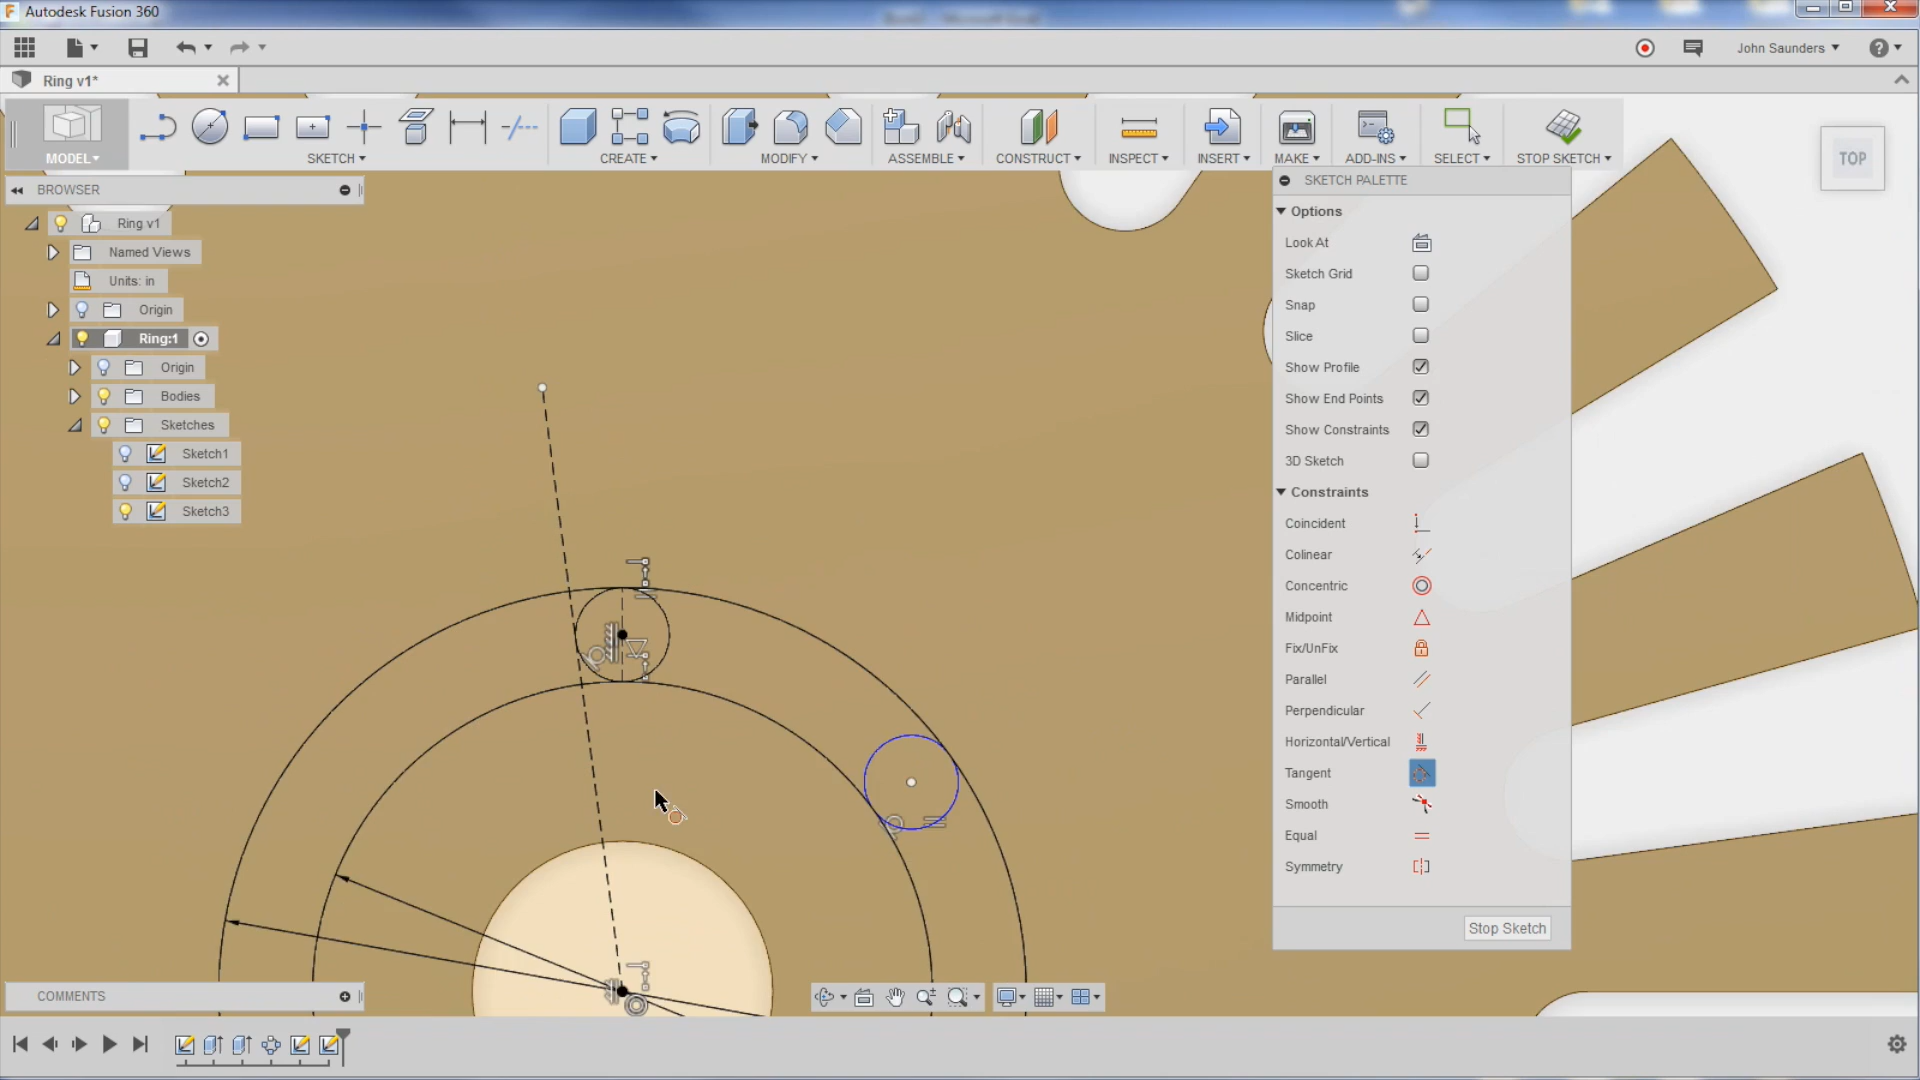 Autodesk Fusion 360
John Saunders
Ring v1*
MODEL
SKETCH
CREATE
MODIFY
ASSEMBLE
CONSTRUCT
INSPECT
INSERT
MAKE
ADD-INS
SELECT
STOP SKETCH
TOP
BROWSER
Ring v1
Named Views
Units: in
Origin
Ring:1
Origin
Bodies
Sketches
Sketch1
Sketch2
Sketch3
SKETCH PALETTE
Options
Look At
Sketch Grid
Snap
Slice
Show Profile
Show End Points
Show Constraints
3D Sketch
Constraints
Coincident
Colinear
Concentric
Midpoint
Fix/UnFix
Parallel
Perpendicular
Horizontal/Vertical
Tangent
Smooth
Equal
Symmetry
Stop Sketch
COMMENTS